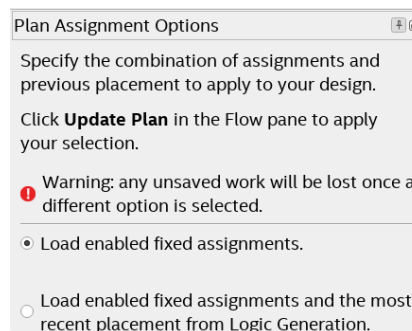 Plan Assignment Options
Specify the combination of assignments and
previous placement to apply to your design.
Click Update Plan in the Flow pane to apply
your selection.
Warning: any unsaved work will be lost once a
different option is selected.
Load enabled fixed assignments.
Load enabled fixed assignments and the most
recent placement from Logic Generation.